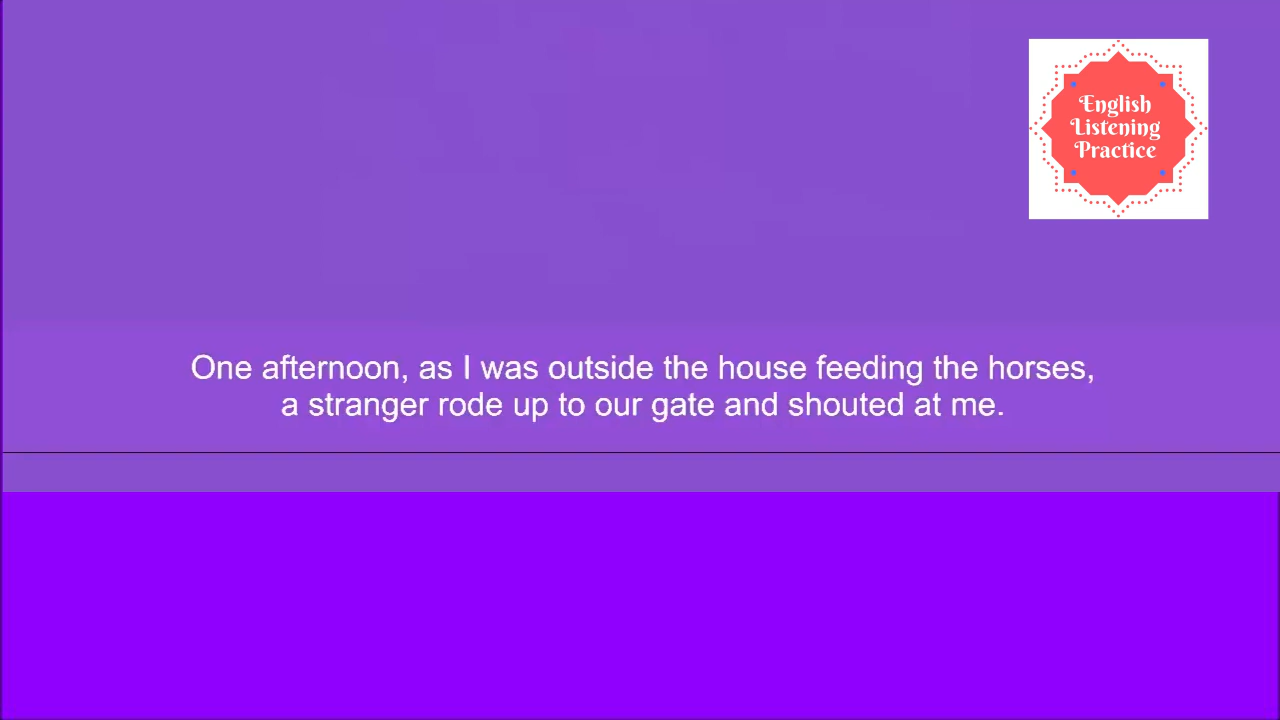 English
Listening
Practice
One afternoon, as I was outside the house feeding the horses,
a stranger rode up to our gate and shouted at me.